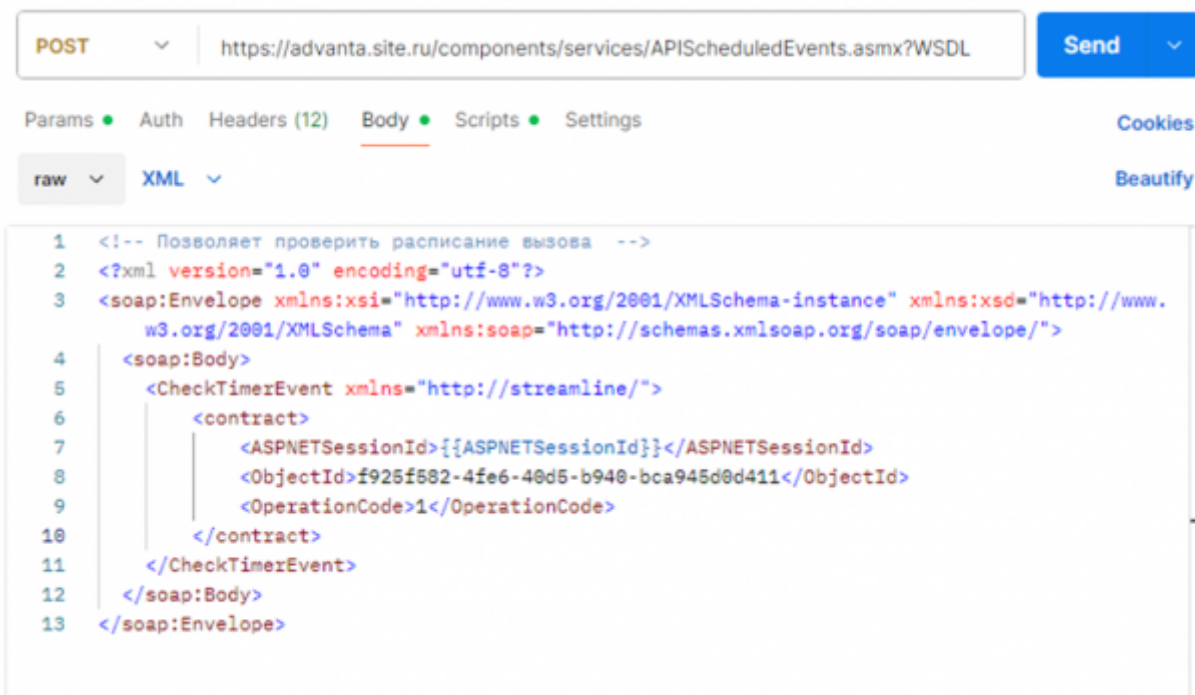 POST https://advanta.site.ru/components/services/APIScheduledEvents.asmx?WSDL Send
Params Auth Headers (12) Body Scripts Settings Cookies
raw XML Beautify
1 <!-- Позволяет проверить расписание вызова -->
2 <?xml version="1.0" encoding="utf-8"?>
3 <soap:Envelope xmlns:xsi="http://www.w3.org/2001/XMLSchema-instance" xmlns:xsd="http://www.
w3.org/2001/XMLSchema" xmlns:soap="http://schemas.xmlsoap.org/soap/envelope/">
4 <soap:Body>
5 <CheckTimerEvent xmlns="http://streamline/">
6 <contract>
7 <ASPNETSessionId>{{ASPNETSessionId}}</ASPNETSessionId>
8 <ObjectId>f925f582-4fe6-40d5-b940-bca945d0d411</ObjectId>
9 <OperationCode>1</OperationCode>
10 </contract>
11 </CheckTimerEvent>
12 </soap:Body>
13 </soap:Envelope>